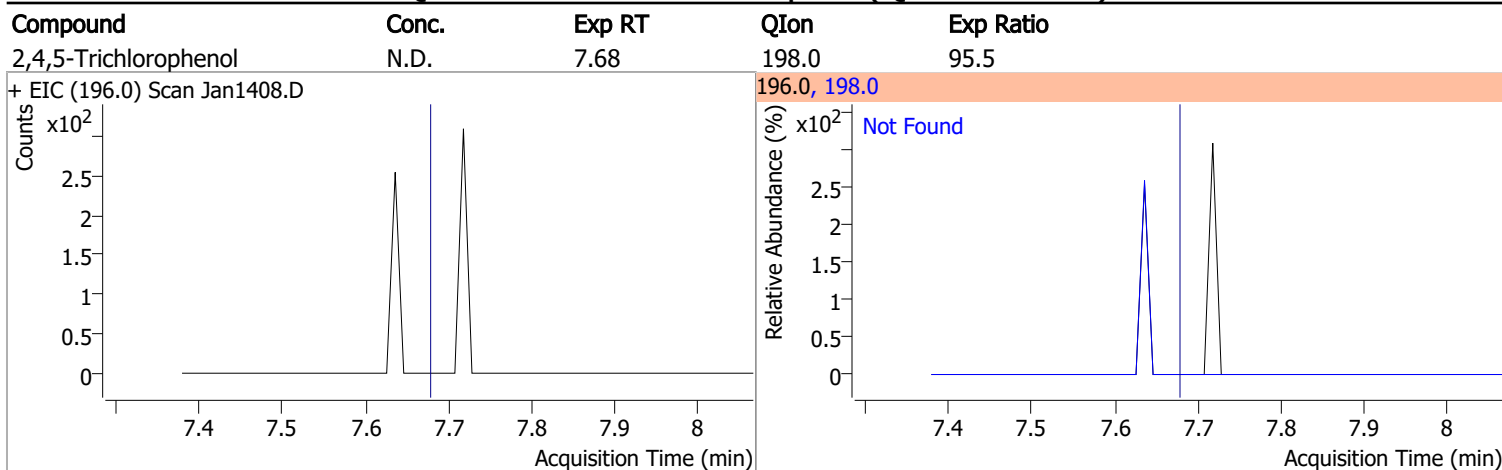 Compound Conc. Exp RT QIon Exp Ratio
2,4,5-Trichlorophenol N.D. 7.68 198.0 95.5
+ EIC (196.0) Scan Jan1408.D
Counts
x10²
2.5
2
1.5
1
0.5
0
7.4 7.5 7.6 7.7 7.8 7.9 8
Acquisition Time (min)
196.0, 198.0
Relative Abundance (%)
x10²
Not Found
2.5
2
1.5
1
0.5
0
7.4 7.5 7.6 7.7 7.8 7.9 8
Acquisition Time (min)